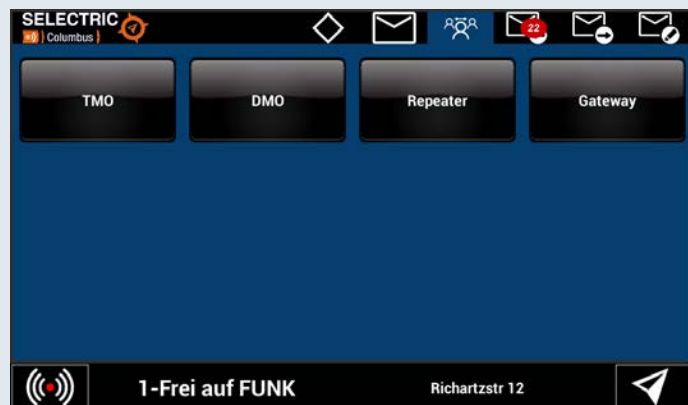 SELECTRIC
Columbus
22
TMO DMO Repeater Gateway
1-Frei auf FUNK Richartzstr 12